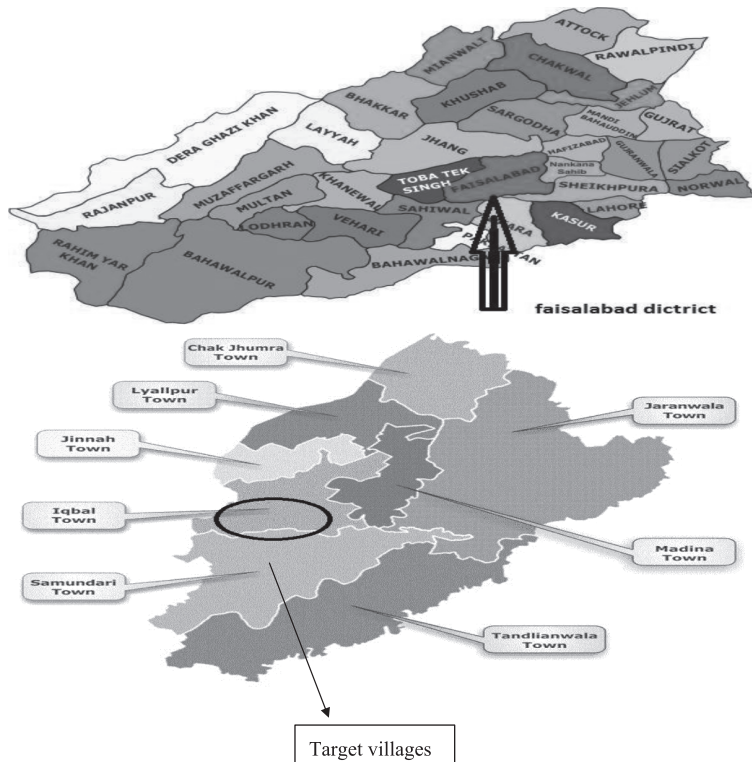 ATTOCK
RAWALPINDI
MIANWALI
CHAKWAL
JEHLUM
BHAKKAR
KHUSHAB
GUJRAT
MANDI
BAHAUDDIM
SARGODHA
DERA GHAZI KHAN
LAYYAH
JHANG
HAFIZABAD
GUJRANWALA
SIALKOT
Nankana
Sahib
TOBA TEK
SINGH
FAISALABAD
SHEIKHPURA
NORWAL
MUZAFFARGARH
KHANEWAL
MULTAN
RAJANPUR
SAHIWAL
LAHORE
KASUR
LODHRAN
VEHARI
RAHIM YAR
KHAN
BAHAWALPUR
BAHAWALNAG
faisalabad dictrict
Chak Jhumra
Town
Lyallpur
Town
Jaranwala
Town
Jinnah
Town
Iqbal
Town
Madina
Town
Samundari
Town
Tandlianwala
Town
Target villages